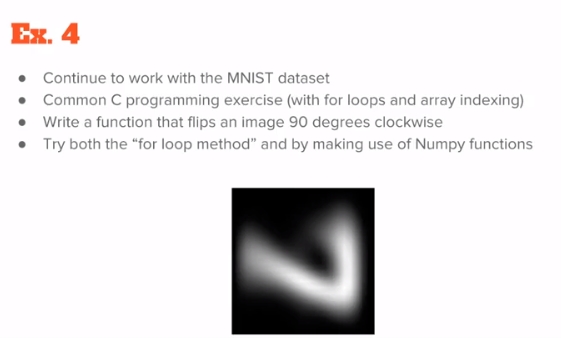 Ex. 4
● Continue to work with the MNIST dataset
● Common C programming exercise (with for loops and array indexing)
● Write a function that flips an image 90 degrees clockwise
● Try both the “for loop method” and by making use of Numpy functions